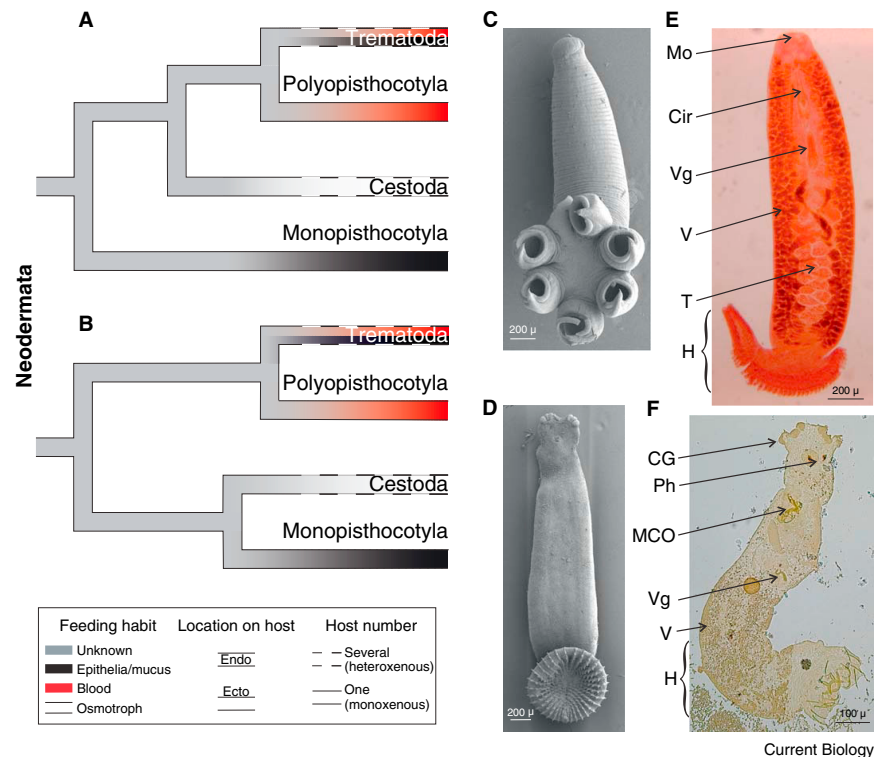 A
Trematoda
Polyopisthocotyla
Cestoda
Monopisthocotyla
Neodermata
B
Trematoda
Polyopisthocotyla
Cestoda
Monopisthocotyla
Feeding habit
Unknown
Epithelia/mucus
Blood
Osmotroph
Location on host
Endo
Ecto
Host number
Several
(heteroxenous)
One
(monoxenous)
C
200 µ
D
200 µ
E
Mo
Cir
Vg
V
T
H
200 µ
F
CG
Ph
MCO
Vg
V
H
100 µ
Current Biology